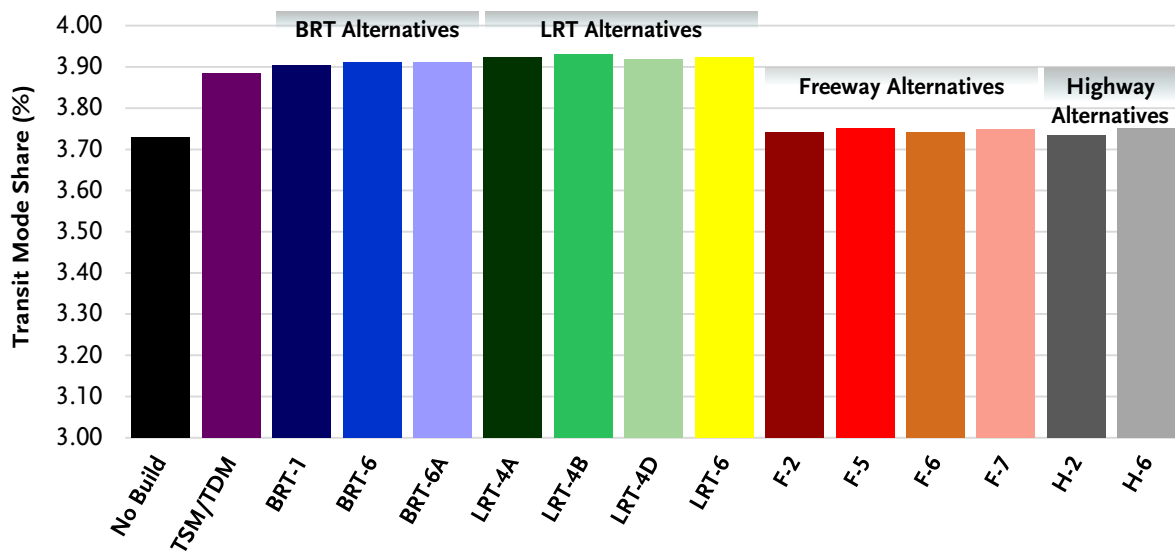 Transit Mode Share (%)
4.00
3.90
3.80
3.70
3.60
3.50
3.40
3.30
3.20
3.10
3.00
BRT Alternatives
LRT Alternatives
Freeway Alternatives
Highway
Alternatives
No Build
TSM/TDM
BRT-1
BRT-6
BRT-6A
LRT-4A
LRT-4B
LRT-4D
LRT-6
F-2
F-5
F-6
F-7
H-2
H-6